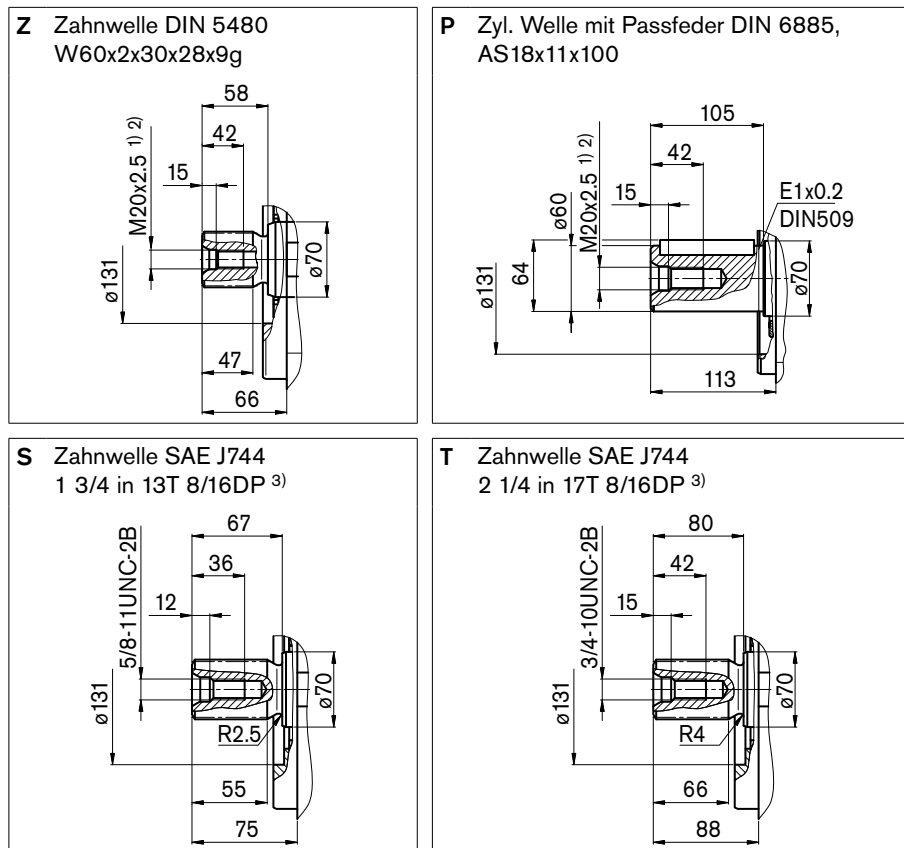 Z Zahnwelle DIN 5480
W60x2x30x28x9g
58
42
15
M20x2.5 1) 2)
ø131
ø70
47
66
P Zyl. Welle mit Passfeder DIN 6885,
AS18x11x100
105
42
15
M20x2.5 1) 2)
ø60
64
ø131
E1x0.2
DIN509
ø70
113
S Zahnwelle SAE J744
1 3/4 in 13T 8/16DP 3)
67
36
12
5/8-11UNC-2B
ø131
ø70
R2.5
55
75
T Zahnwelle SAE J744
2 1/4 in 17T 8/16DP 3)
80
42
15
3/4-10UNC-2B
ø131
ø70
R4
66
88